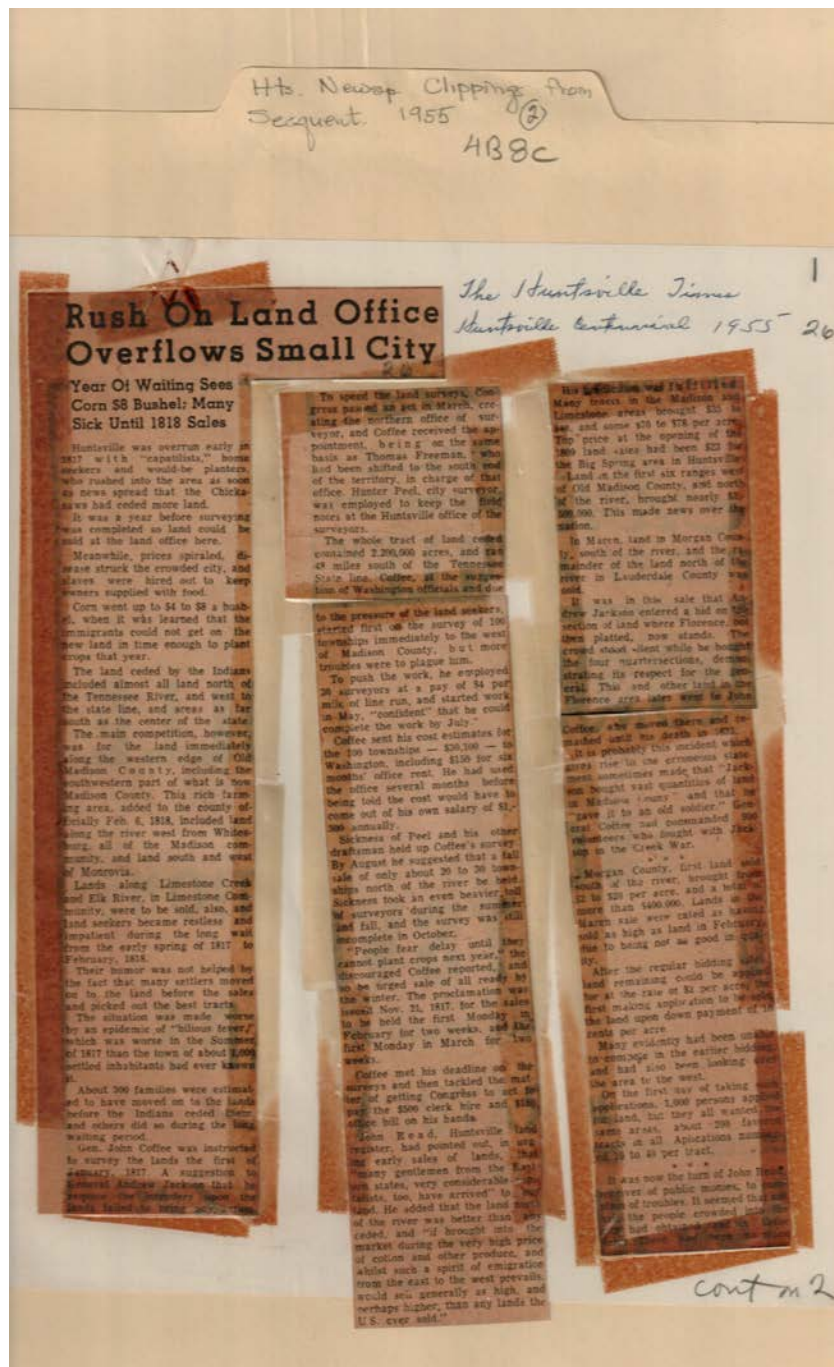 Hts. Newsp Clippings from
Sesquent. 1955 (2)
4B8C
1
The Huntsville Times
Huntsville Centennial 1955 26
Rush On Land Office
Overflows Small City
26
Year Of Waiting Sees
Corn $8 Bushel; Many
Sick Until 1818 Sales
Huntsville was overrun early in
1817 with "capatilists," home
seekers and would-be planters,
who rushed into the area as soon
as news spread that the Chicka-
saws had ceded more land.
It was a year before surveying
was completed so land could be
sold at the land office here.
Meanwhile, prices spiraled, di-
sease struck the crowded city, and
slaves were hired out to keep
owners supplied with food.
Corn went up to $4 to $8 a bush-
el, when it was learned that the
immigrants could not get on the
new land in time enough to plant
crops that year.
The land ceded by the Indians
included almost all land north of
the Tennessee River, and west to
the state line, and areas as far
south as the center of the state.
The main competition, however,
was for the land immediately
along the western edge of Old
Madison County, including the
southwestern part of what is now
Madison County. This rich farm-
ing area, added to the county of-
ficially Feb. 6, 1818, included land
along the river west from Whites-
burg, all of the Madison com-
munity, and land south and west
of Monrovia.
Lands along Limestone Creek
and Elk River, in Limestone Com-
munity, were to be sold, also, and
land seekers became restless and
impatient during the long wait
from the early spring of 1817 to
February, 1818.
Their humor was not helped by
the fact that many settlers moved
on to the land before the sales
and picked out the best tracts.
The situation was made worse
by an epidemic of "bilious fever,"
which was worse in the Summer
of 1817 than the town of about
settled inhabitants had ever known
it.
About 300 families were estimat-
ed to have moved on to the lands
before the Indians ceded them,
and others did so during the long
waiting period.
Gen. John Coffee was instructed
to survey the lands the first of
January, 1817. A suggestion to
General Andrew Jackson that he
the intruders upon the
lands failed to bring
To speed the land surveys, Con-
gress passed an act in March, cre-
ating the northern office of sur-
veyor, and Coffee received the ap-
pointment, being on the same
basis as Thomas Freeman, who
had been shifted to the south end
of the territory, in charge of that
office. Hunter Peel, city surveyor,
was employed to keep the field
notes at the Huntsville office of the
surveyors.
The whole tract of land ceded
contained 2,200,000 acres, and ran
48 miles south of the Tennessee
State line. Coffee, at the sugges-
tion of Washington officials and due
to the pressure of the land seekers,
started first on the survey of 100
townships immediately to the west
of Madison County, but more
troubles were to plague him.
To push the work, he employed
20 surveyors at a pay of $4 per
mile of line run, and started work
in May, "confident" that he could
complete the work by July."
Coffee sent his cost estimates for
the 100 townships — — to
Washington, including $150 for six
months' office rent. He had used
the office several months before
being told the cost would have to
come out of his own salary of $1,-
500 annually.
Sickness of Peel and his other
draftsman held up Coffee's survey.
By August he suggested that a fall
sale of only about 20 to 30 town-
ships north of the river be held.
Sickness took an even heavier toll
of surveyors during the summer
and fall, and the survey was still
incomplete in October.
"People fear delay until they
cannot plant crops next year," the
discouraged Coffee reported, and
so he urged sale of all ready by
the winter. The proclamation was
issued Nov. 21, 1817, for the sales
to be held the first Monday in
February for two weeks, and the
first Monday in March for two
weeks.
Coffee met his deadline on the
surveys and then tackled the mat-
ter of getting Congress to act to
pay the $500 clerk hire and $150
office bill on his hands.
John Read, Huntsville land
register, had pointed out, in urg-
ing early sales of lands, that
"many gentlemen from the East-
ern states, very considerable cap-
talists, too, have arrived" to
land. He added that the land north
of the river was better than any
ceded, and "if brought into the
market during the very high price
of cotton and other produce, and
whilst such a spirit of emigration
from the east to the west prevails,
would sell generally as high, and
perhaps higher, than any lands the
U.S. ever sold."
His prediction was fulfilled.
Many tracts in the Madison and
Limestone areas brought $35 to
and some $70 to $78 per acre.
Top price at the opening of the
1809 land sales had been $23 for
the Big Spring area in Huntsville.
Land in the first six ranges west
of Old Madison County, and north
of the river, brought nearly
This made news over the
nation.
In March, land in Morgan Coun-
ty, south of the river, and the re-
mainder of the land north of the
river in Lauderdale County was
sold.
It was in this sale that An-
drew Jackson entered a bid on the
section of land where Florence, not
then platted, now stands. The
crowd stood silent while he bought
the four quartersections, demon-
strating its respect for the gen-
eral. This and other land in the
Florence area later went to John
Coffee, who moved there and re-
mained until his death in
It is probably this incident which
gives rise to the erroneous state-
ment sometimes made that "Jack-
son bought vast quantities of land
in Madison County" and that he
"gave it to an old soldier." Gen-
eral Coffee had commanded
volunteers who fought with Jack-
son in the Creek War.
* * *
Morgan County, first land sold
south of the river, brought from
$2 to $20 per acre, and a total of
more than $400,000. Lands in the
March sale were rated as having
sold as high as land in February,
due to being not as good in qual-
ity.
After the regular bidding sales,
land remaining could be applied
for at the rate of $2 per acre, the
first making application to be sold
the land upon down payment of
cents per acre.
Many evidently had been unable
to compete in the earlier bidding,
and had also been looking over
the area to the west.
On the first day of taking such
applications, 2,000 persons applied
for land, but they all wanted the
same areas, about 200 favored
tracts in all. Aplications numbered
to 40 per tract.
* * *
It was now the turn of John Read,
receiver of public monies, to com-
plain of troubles. It seemed that
the people crowded into
had obtained
cont on 2